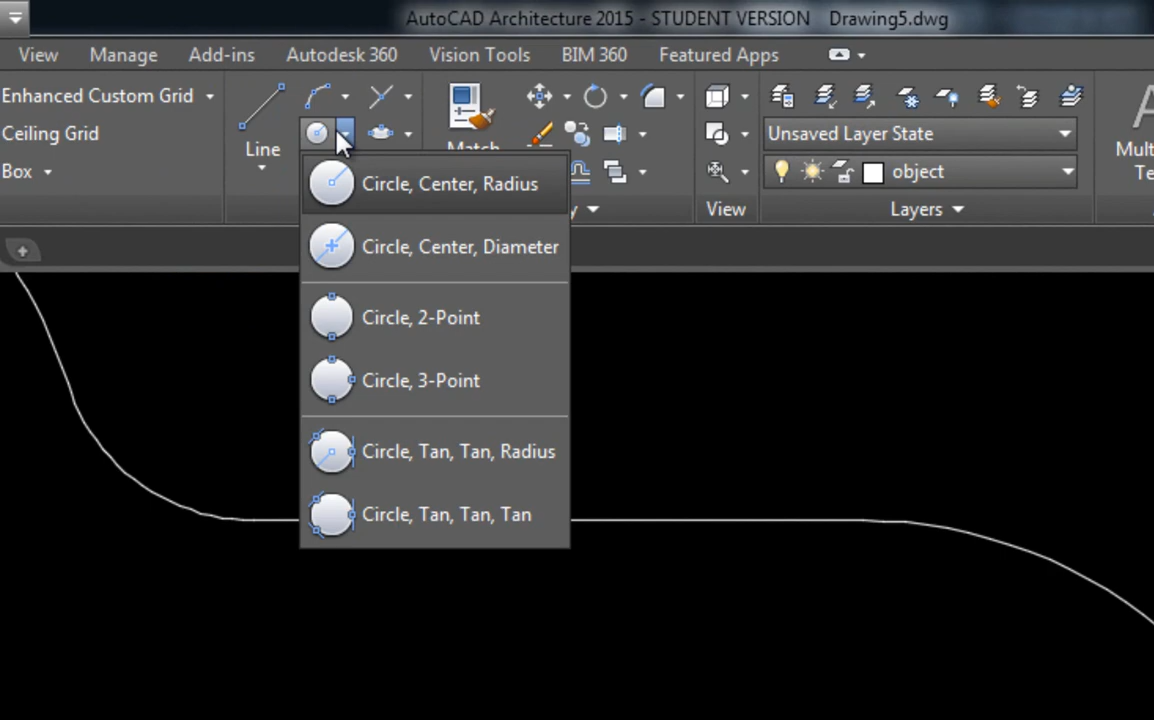 AutoCAD Architecture 2015 - STUDENT VERSION Drawing5.dwg
View Manage Add-ins Autodesk 360 Vision Tools BIM 360 Featured Apps
Enhanced Custom Grid
Ceiling Grid
Box
Line
Match
Unsaved Layer State
object
View
Layers
Circle, Center, Radius
Circle, Center, Diameter
Circle, 2-Point
Circle, 3-Point
Circle, Tan, Tan, Radius
Circle, Tan, Tan, Tan